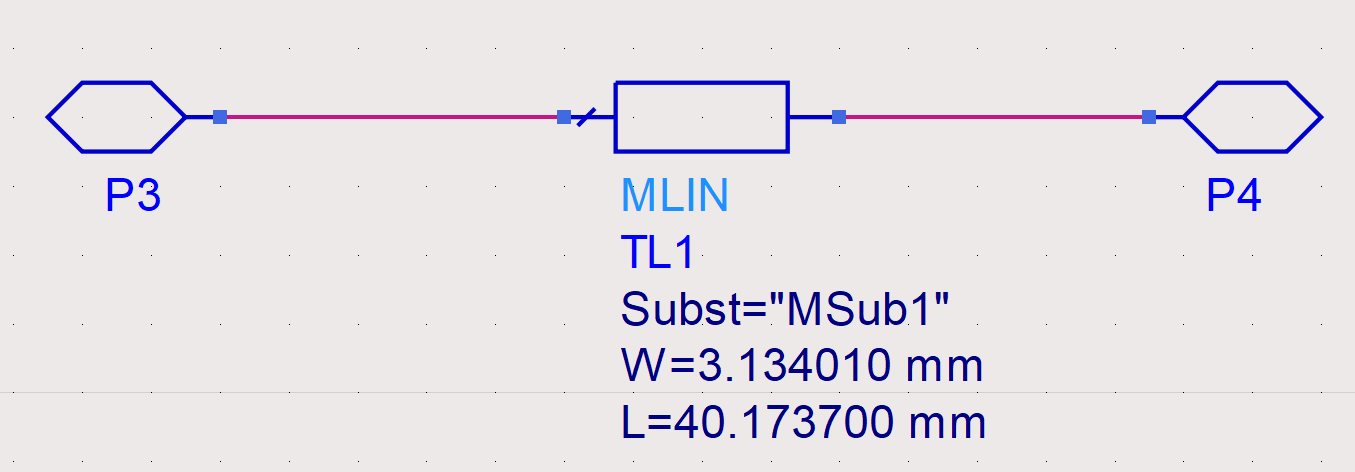 P3
MLIN
P4
TL1
Subst="MSub1"
W=3.134010 mm
L=40.173700 mm